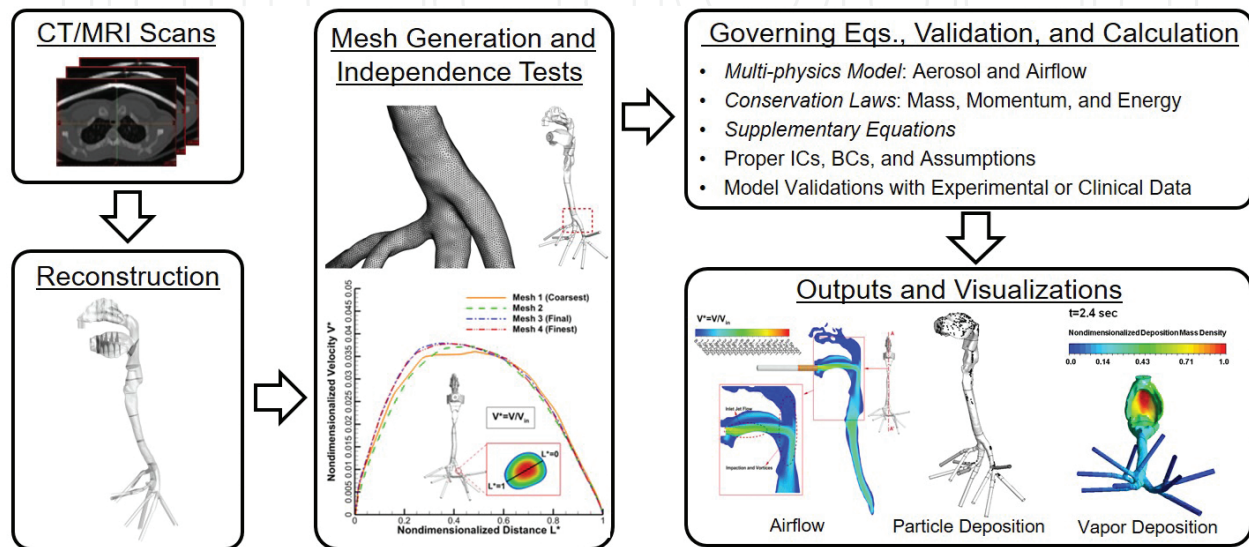 CT/MRI Scans
Reconstruction
Mesh Generation and
Independence Tests
Mesh 1 (Coarsest)
Mesh 2
Mesh 3 (Final)
Mesh 4 (Finest)
Nondimensionalized Velocity V*
0.05
0.045
0.04
0.035
0.03
0.025
0.02
0.015
0.01
0.005
0
V*=V/Vin
L*=0
L*=1
0 0.2 0.4 0.6 0.8 1
Nondimensionalized Distance L*
Governing Eqs., Validation, and Calculation
• Multi-physics Model: Aerosol and Airflow
• Conservation Laws: Mass, Momentum, and Energy
• Supplementary Equations
• Proper ICs, BCs, and Assumptions
• Model Validations with Experimental or Clinical Data
Outputs and Visualizations
V*=V/Vin
A
A'
Inlet Jet Flow
Impaction and Vortices
Airflow
Particle Deposition
t=2.4 sec
Nondimensionalized Deposition Mass Density
0.0 0.14 0.43 0.71 1.0
Vapor Deposition